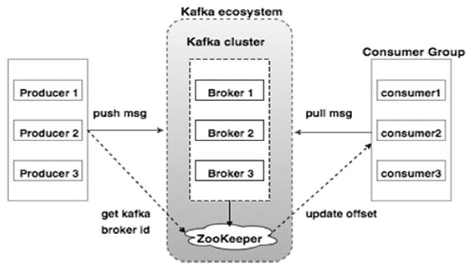 Kafka ecosystem
Kafka cluster
Consumer Group
Producer 1
Producer 2
Producer 3
push msg
Broker 1
Broker 2
Broker 3
pull msg
consumer1
consumer2
consumer3
get kafka
broker id
ZooKeeper
update offset